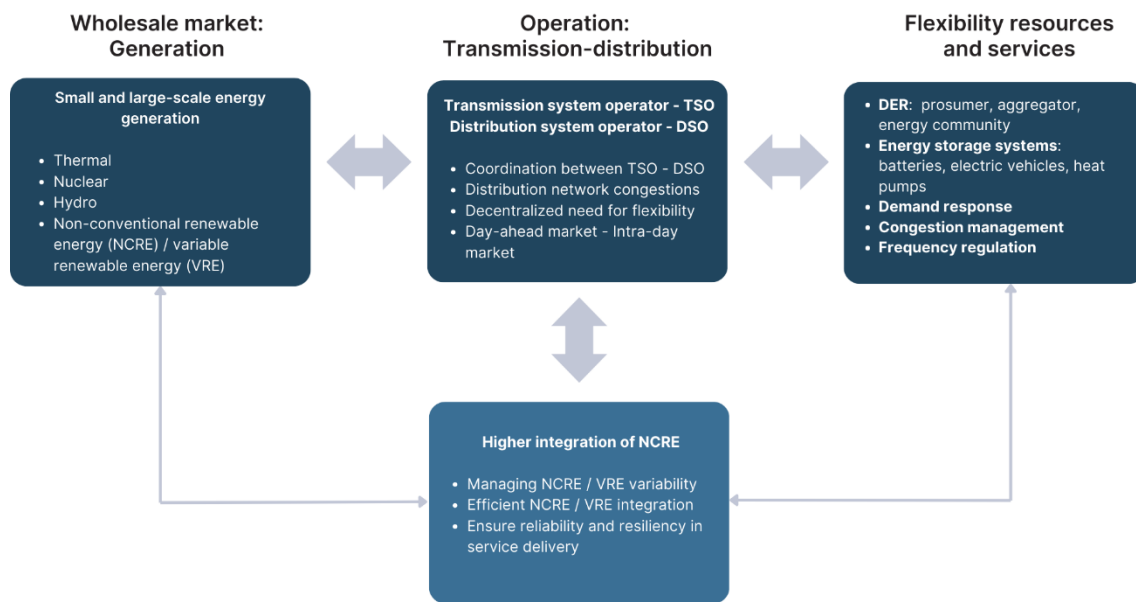 Wholesale market:
Generation
Small and large-scale energy
generation
• Thermal
• Nuclear
• Hydro
• Non-conventional renewable
energy (NCRE) / variable
renewable energy (VRE)
Operation:
Transmission-distribution
Transmission system operator - TSO
Distribution system operator - DSO
• Coordination between TSO - DSO
• Distribution network congestions
• Decentralized need for flexibility
• Day-ahead market - Intra-day
market
Flexibility resources
and services
• DER: prosumer, aggregator,
energy community
• Energy storage systems:
batteries, electric vehicles, heat
pumps
• Demand response
• Congestion management
• Frequency regulation
Higher integration of NCRE
• Managing NCRE / VRE variability
• Efficient NCRE / VRE integration
• Ensure reliability and resiliency in
service delivery